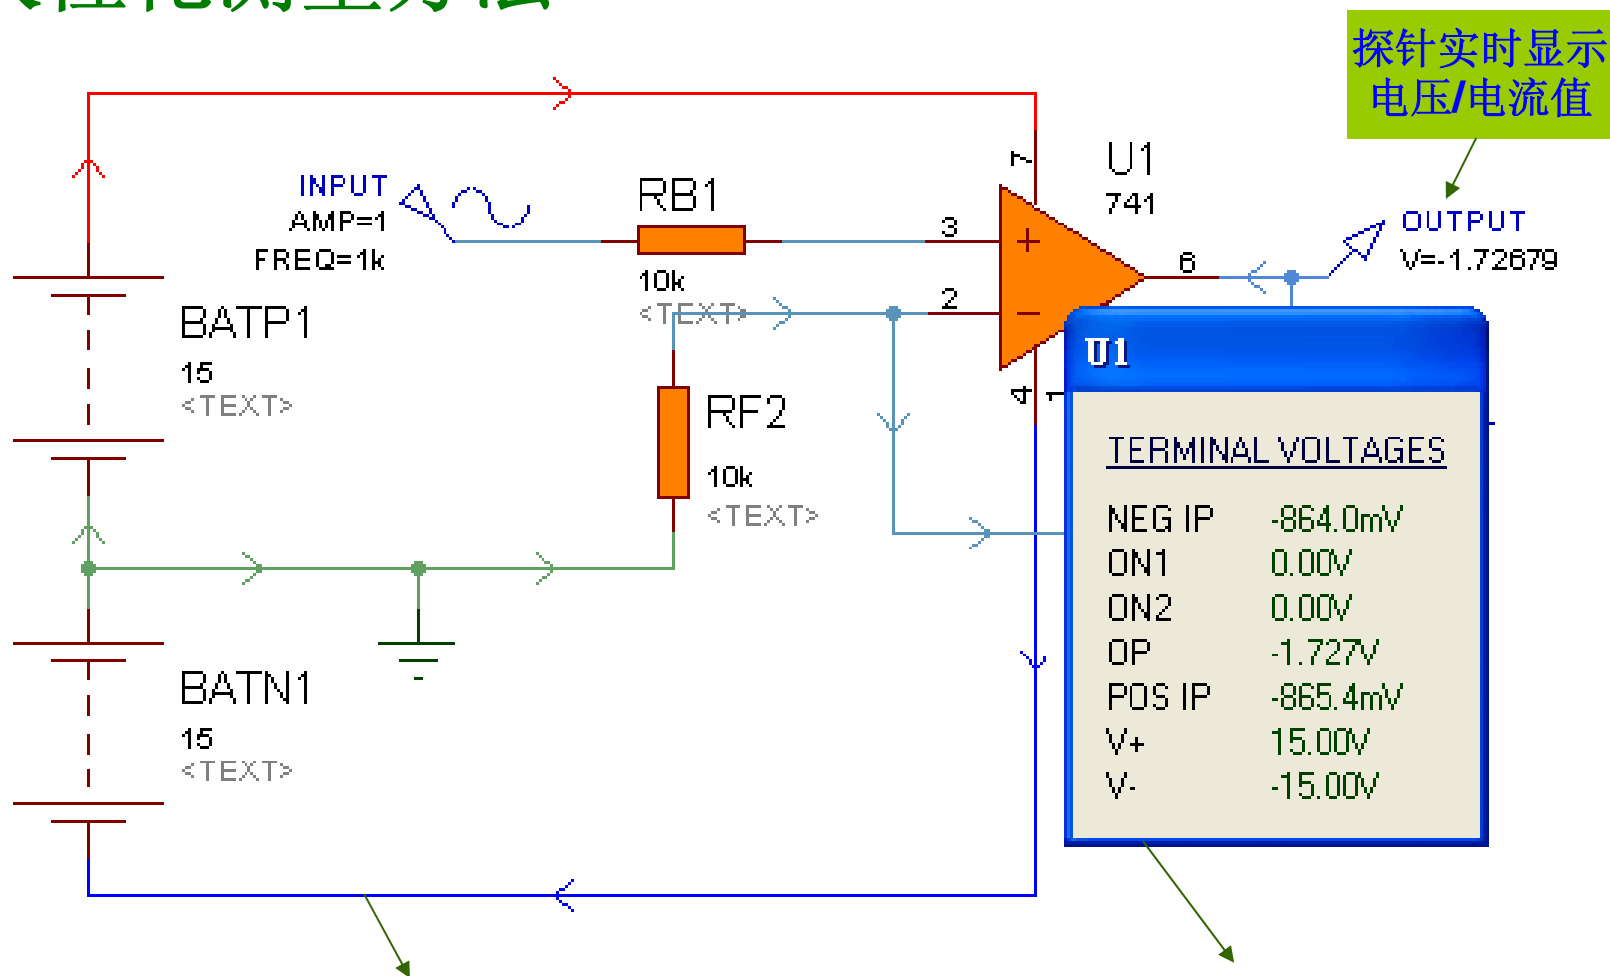 探针实时显示
电压/电流值
U1
741
7
INPUT
AMP=1
FREQ=1k
RB1
10k
<TEXT>
3
2
6
4
1
OUTPUT
V=-1.72679
BATP1
15
<TEXT>
RF2
10k
<TEXT>
BATN1
15
<TEXT>
U1
TERMINAL VOLTAGES
NEG IP -864.0mV
ON1 0.00V
ON2 0.00V
OP -1.727V
POS IP -865.4mV
V+ 15.00V
V- -15.00V